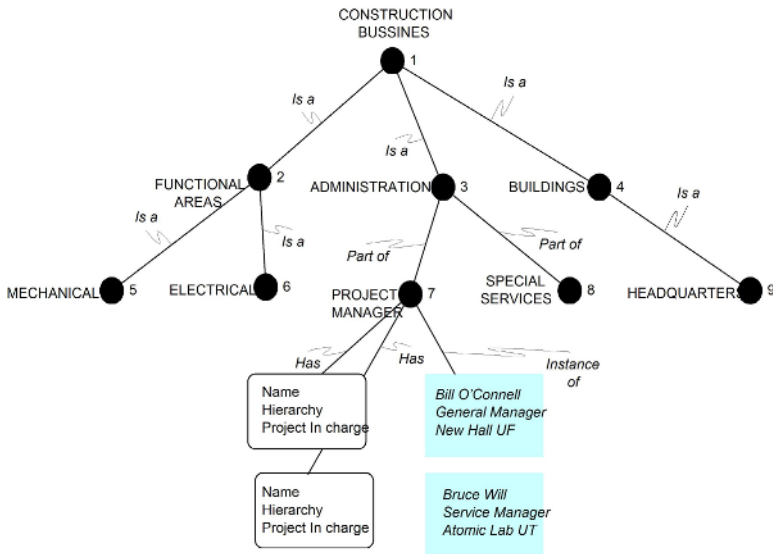 CONSTRUCTION
BUSSINES
1
Is a
Is a
Is a
FUNCTIONAL
AREAS
2
ADMINISTRATION
3
BUILDINGS
4
Is a
Is a
Part of
Part of
Is a
MECHANICAL
5
ELECTRICAL
6
PROJECT
MANAGER
7
SPECIAL
SERVICES
8
HEADQUARTERS
9
Has
Has
Instance
of
Name
Hierarchy
Project In charge
Bill O'Connell
General Manager
New Hall UF
Name
Hierarchy
Project In charge
Bruce Will
Service Manager
Atomic Lab UT